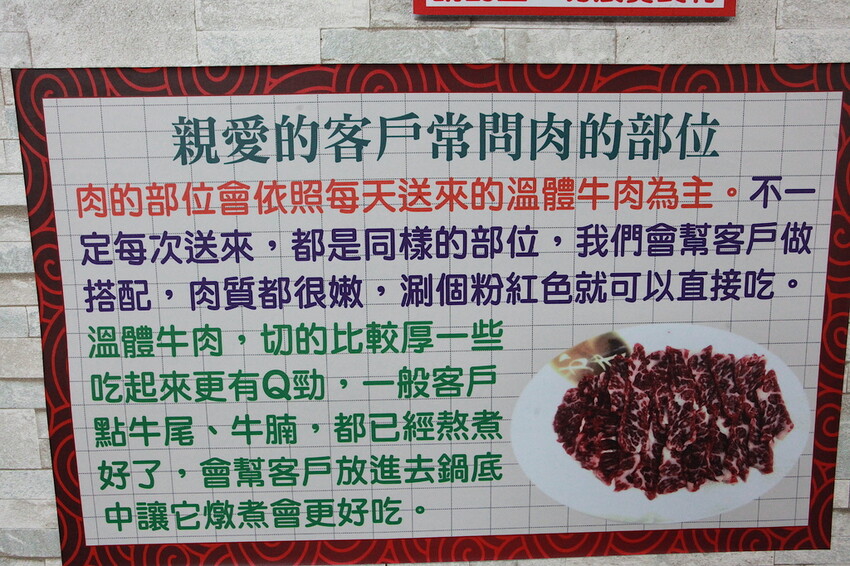 親愛的客戶常問肉的部位
肉的部位會依照每天送來的溫體牛肉為主。不一
定每次送來，都是同樣的部位，我們會幫客戶做
搭配，肉質都很嫩，涮個粉紅色就可以直接吃。
溫體牛肉，切的比較厚一些
吃起來更有Q勁，一般客戶
點牛尾、牛腩，都已經熬煮
好了，會幫客戶放進去鍋底
中讓它燉煮會更好吃。